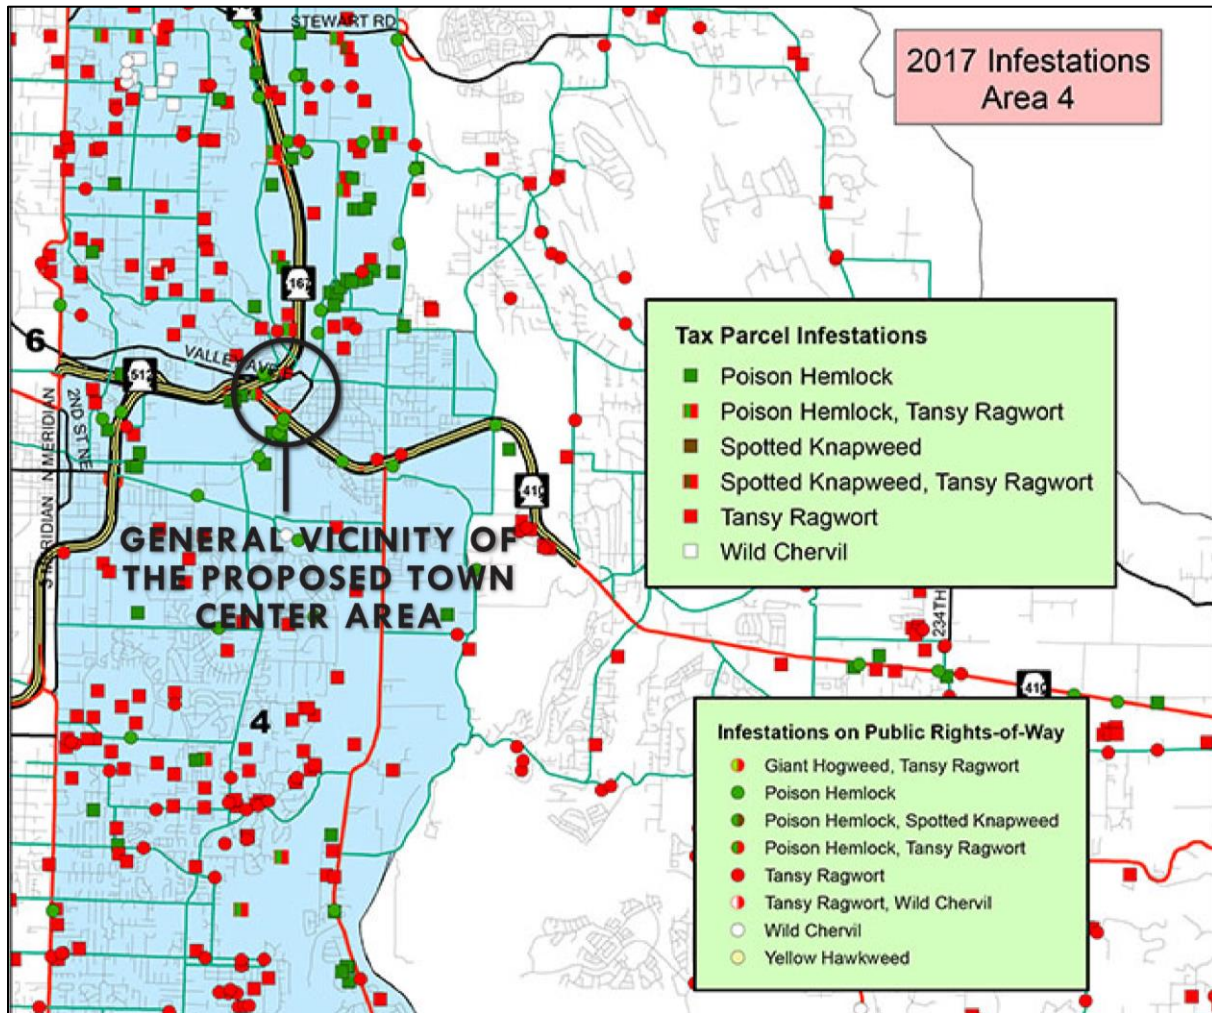 STEWART RD
2017 Infestations
Area 4
167
6
VALLEY AVE
512
S MERIDIAN N MERIDIAN
2ND ST NE
410
GENERAL VICINITY OF
THE PROPOSED TOWN
CENTER AREA
4
Tax Parcel Infestations
Poison Hemlock
Poison Hemlock, Tansy Ragwort
Spotted Knapweed
Spotted Knapweed, Tansy Ragwort
Tansy Ragwort
Wild Chervil
234TH
410
Infestations on Public Rights-of-Way
Giant Hogweed, Tansy Ragwort
Poison Hemlock
Poison Hemlock, Spotted Knapweed
Poison Hemlock, Tansy Ragwort
Tansy Ragwort
Tansy Ragwort, Wild Chervil
Wild Chervil
Yellow Hawkweed